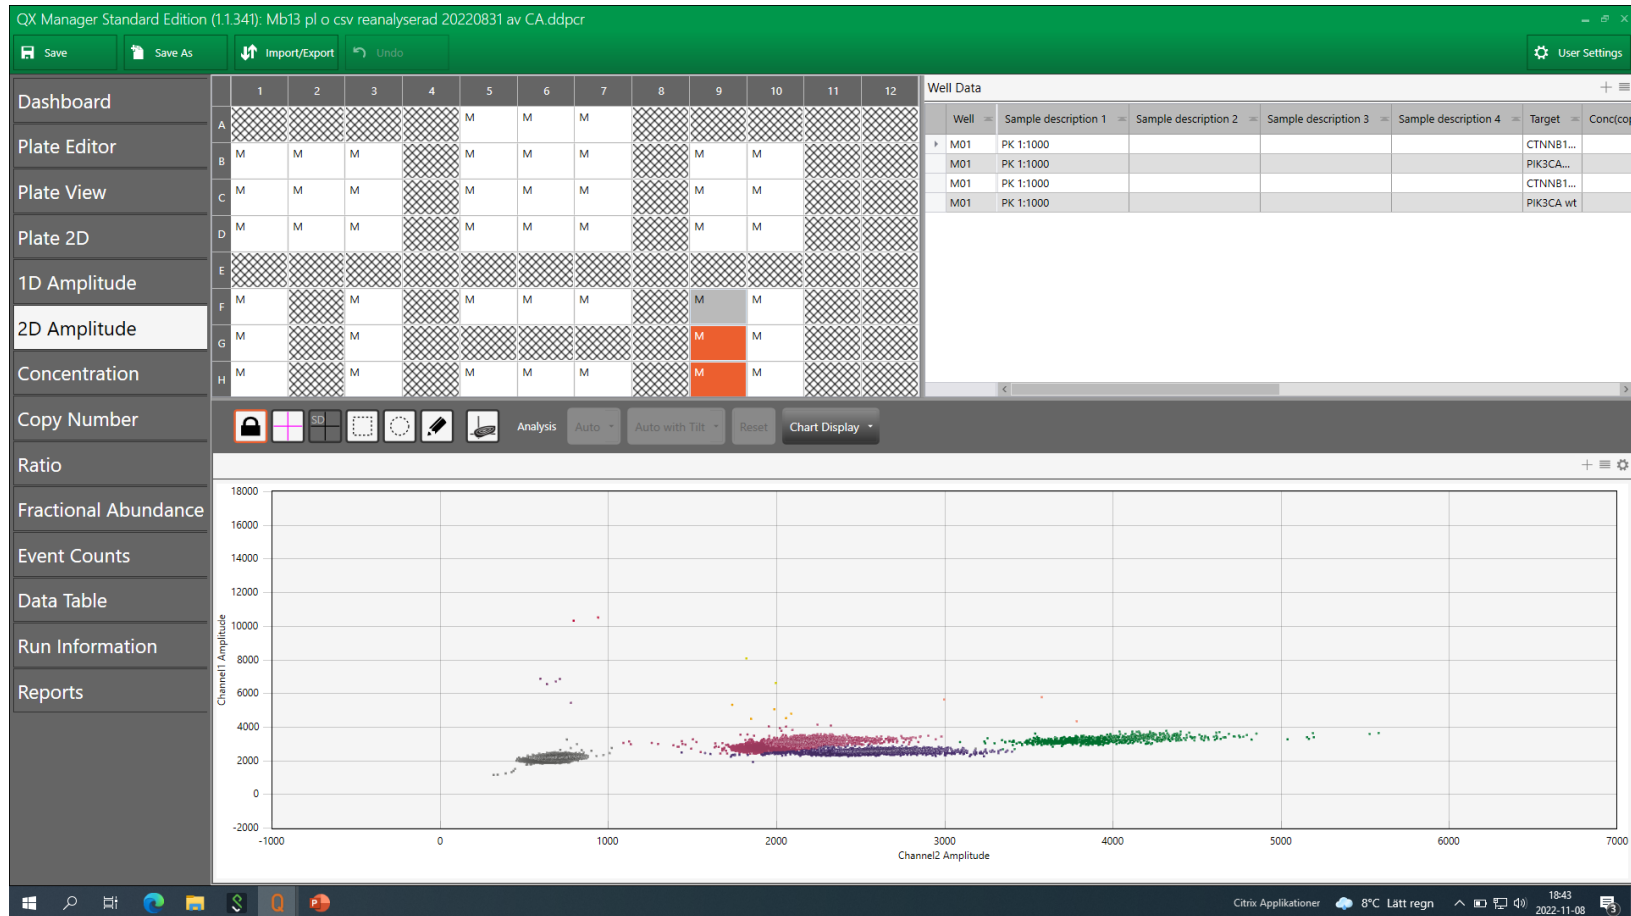 QX Manager Standard Edition (1.1.341): Mb13 pl o csv reanalyserad 20220831 av CA.ddpcr
Save
Save As
Import/Export
Undo
User Settings
Dashboard
Plate Editor
Plate View
Plate 2D
1D Amplitude
2D Amplitude
Concentration
Copy Number
Ratio
Fractional Abundance
Event Counts
Data Table
Run Information
Reports
1 2 3 4 5 6 7 8 9 10 11 12
A M M M
B M M M M M M M M
C M M M M M M M M
D M M M M M M M M
E
F M M M M M M M
G M M M M
H M M M M M M M
Well Data
Well Sample description 1 Sample description 2 Sample description 3 Sample description 4 Target Conc(cop
M01 PK 1:1000 CTNNB1...
M01 PK 1:1000 PIK3CA...
M01 PK 1:1000 CTNNB1...
M01 PK 1:1000 PIK3CA wt
SD
Analysis
Auto
Auto with Tilt
Reset
Chart Display
18000
16000
14000
12000
10000
8000
6000
4000
2000
0
-2000
Channel1 Amplitude
-1000 0 1000 2000 3000 4000 5000 6000 7000
Channel2 Amplitude
Citrix Applikationer
8°C Lätt regn
18:43
2022-11-08
3